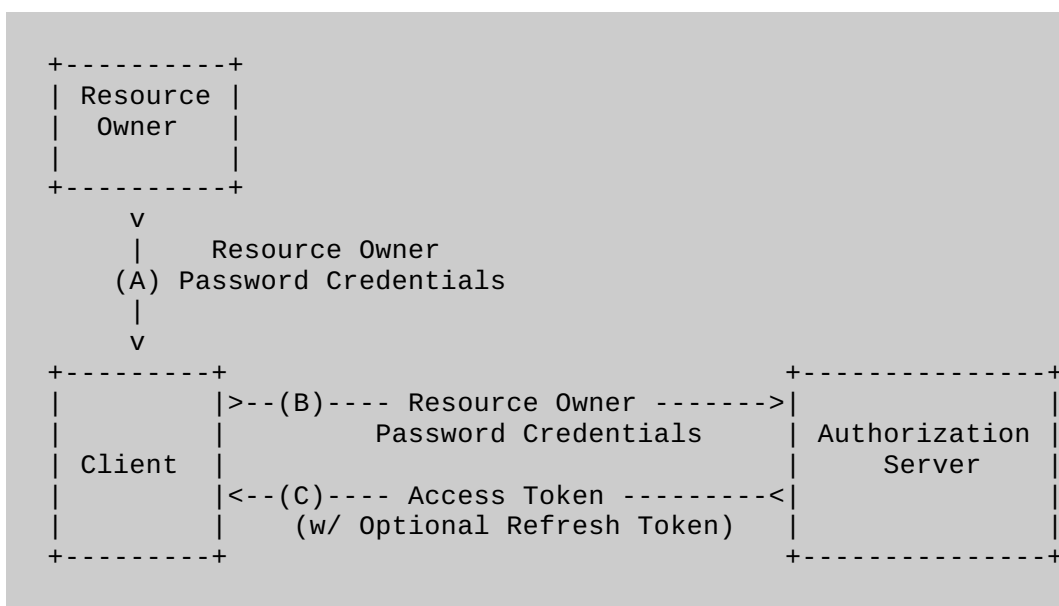 +----------+
| Resource |
|  Owner   |
|          |
+----------+
     v
     |    Resource Owner
    (A) Password Credentials
     |
     v
+---------+                                  +---------------+
|         |>--(B)---- Resource Owner ------->|               |
|         |         Password Credentials     | Authorization |
| Client  |                                  |     Server    |
|         |<--(C)---- Access Token ---------<|               |
|         |    (w/ Optional Refresh Token)   |               |
+---------+                                  +---------------+